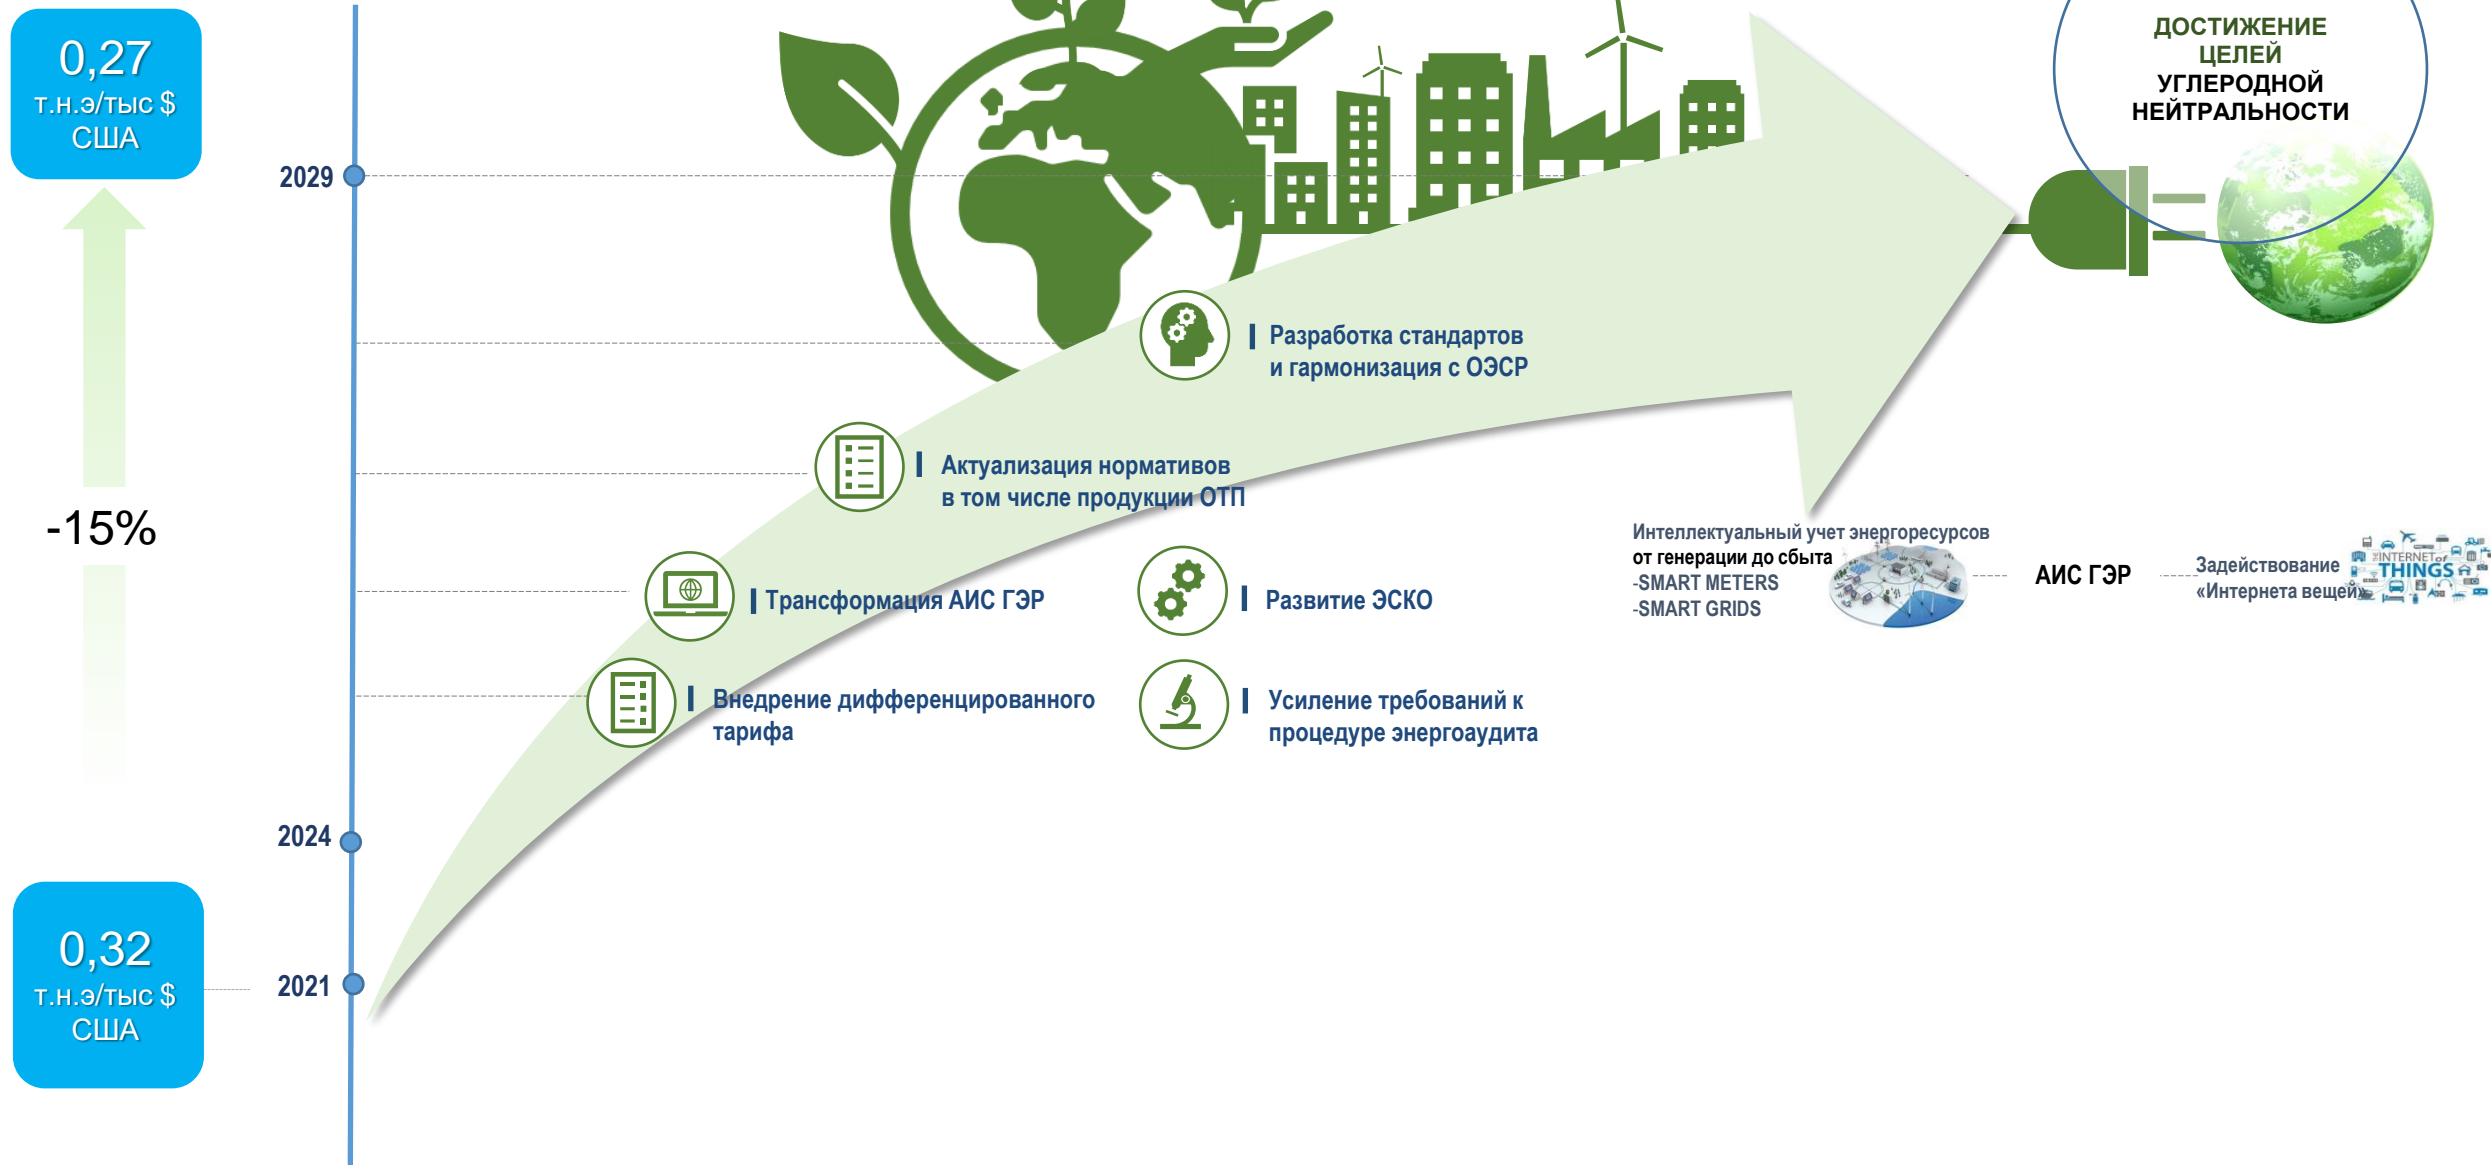 0,27
т.н.э/тыс $
США
-15%
0,32
т.н.э/тыс $
США
2029
2024
2021
ДОСТИЖЕНИЕ
ЦЕЛЕЙ
УГЛЕРОДНОЙ
НЕЙТРАЛЬНОСТИ
Разработка стандартов
и гармонизация с ОЭСР
Актуализация нормативов
в том числе продукции ОТП
Трансформация АИС ГЭР
Развитие ЭСКО
Внедрение дифференцированного
тарифа
Усиление требований к
процедуре энергоаудита
Интеллектуальный учет энергоресурсов
от генерации до сбыта
-SMART METERS
-SMART GRIDS
АИС ГЭР
Задействование
«Интернета вещей»
INTERNET of
THINGS